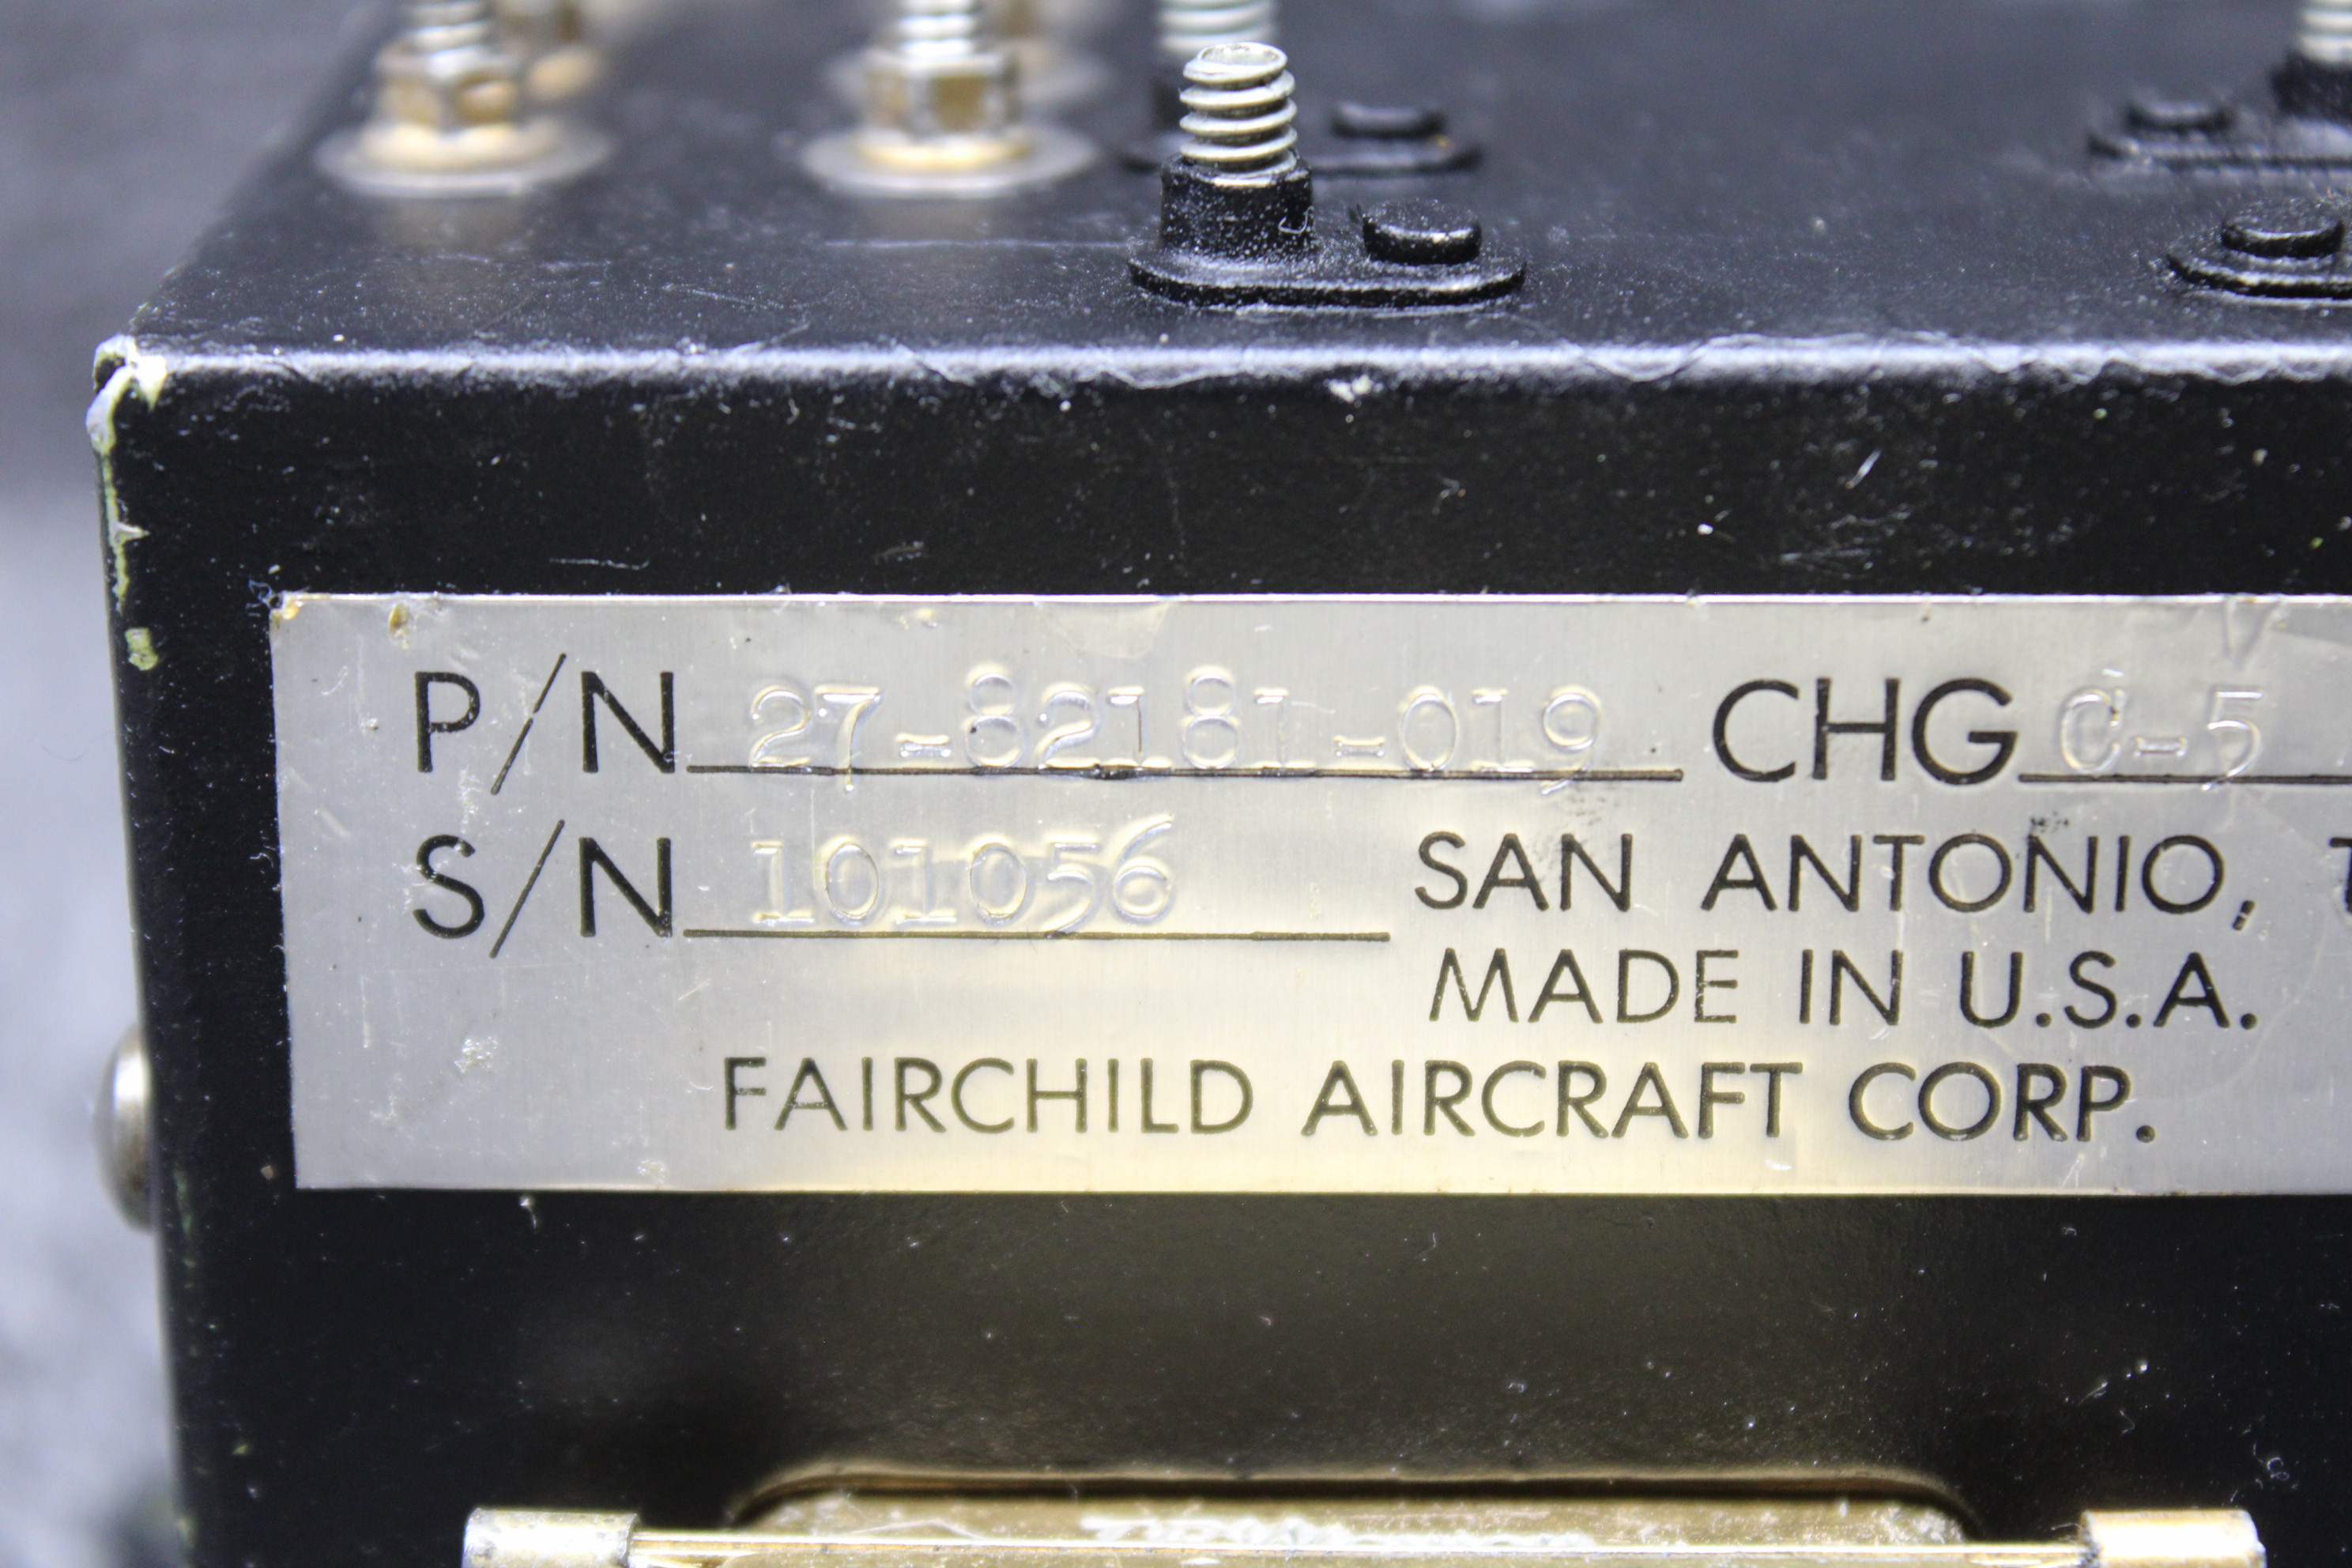 P/N 27-82181-019 CHG C-5
S/N 101056 SAN ANTONIO,
MADE IN U.S.A.
FAIRCHILD AIRCRAFT CORP.